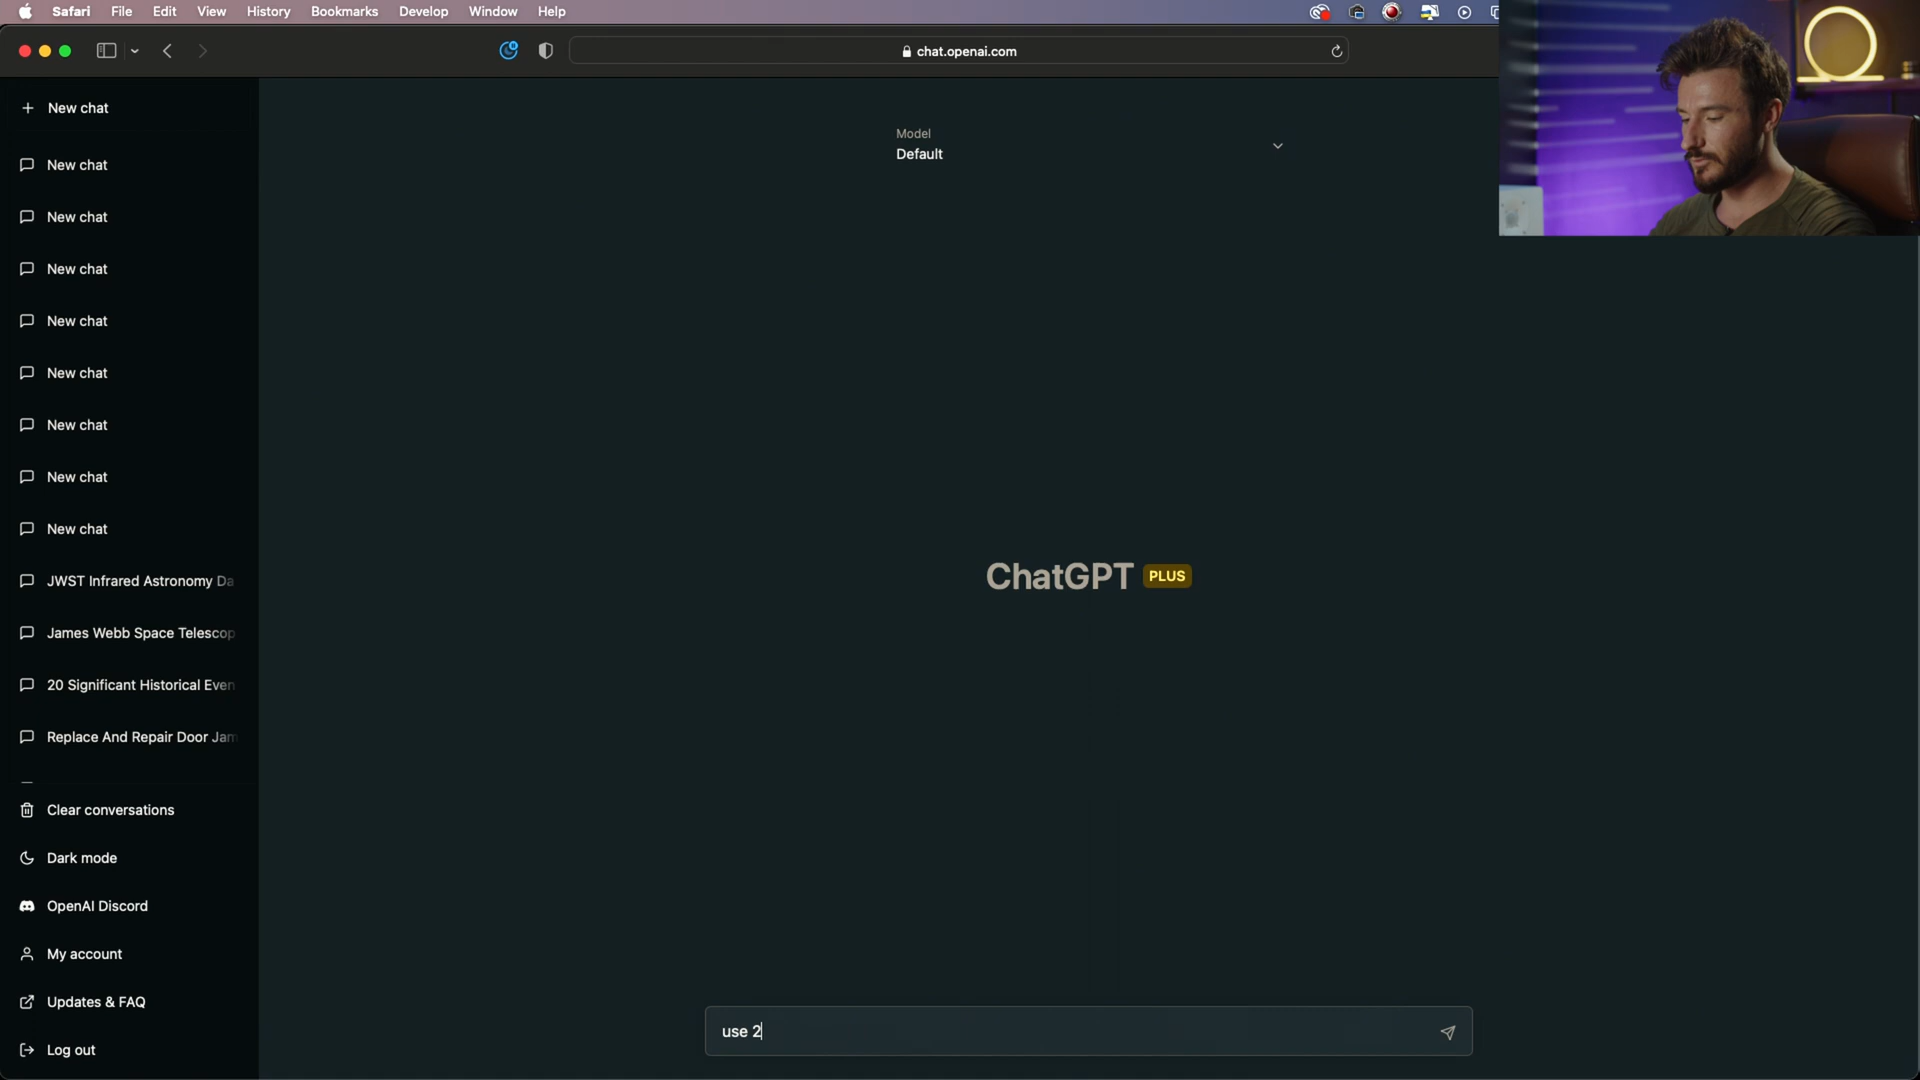 Safari File Edit View History Bookmarks Develop Window Help
chat.openai.com
New chat
New chat
New chat
New chat
New chat
New chat
New chat
New chat
New chat
JWST Infrared Astronomy Da
James Webb Space Telescop
20 Significant Historical Even
Replace And Repair Door Jam
Clear conversations
Dark mode
OpenAI Discord
My account
Updates & FAQ
Log out
Model
Default
ChatGPT PLUS
use 2